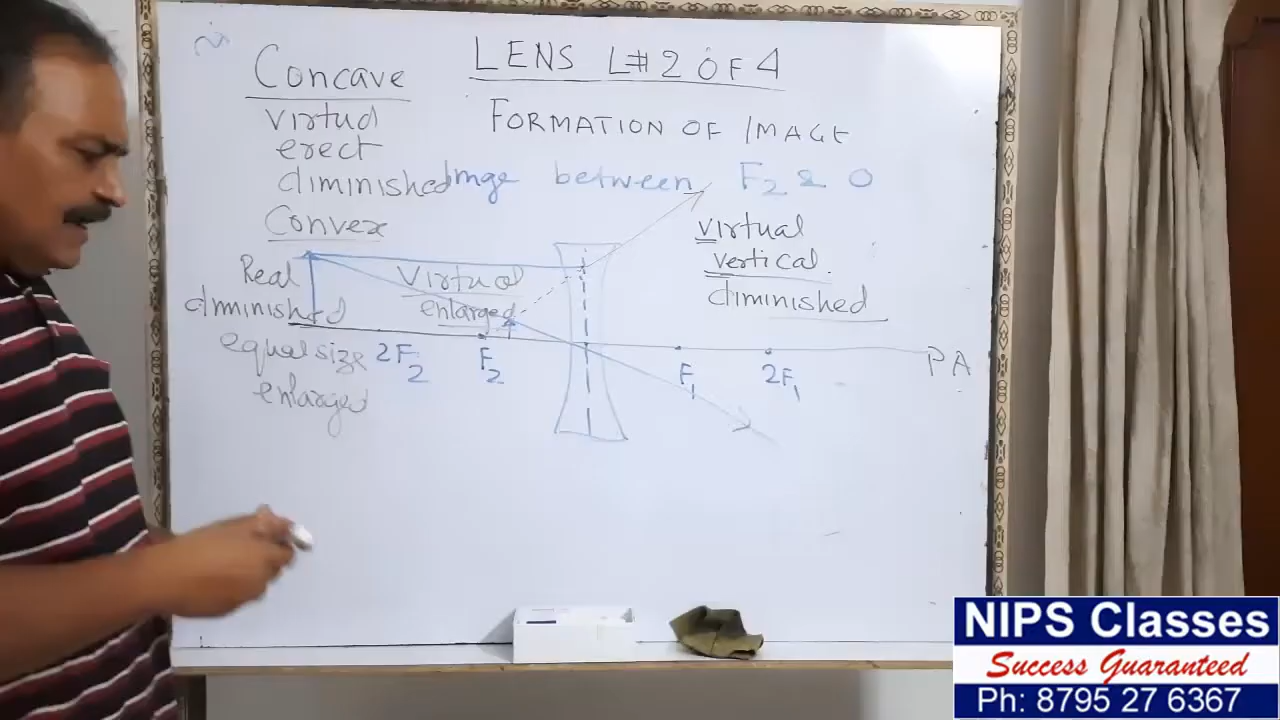 LENS L#2 OF 4
Concave
FORMATION OF IMAGE
virtual
erect
diminished
Image between F2 & O
Convex
virtual
vertical.
diminished
Real
diminished
equal size
enlarged
Virtual
enlarged
2F2
F2
F1
2F1
PA
NIPS Classes
Success Guaranteed
Ph: 8795 27 6367